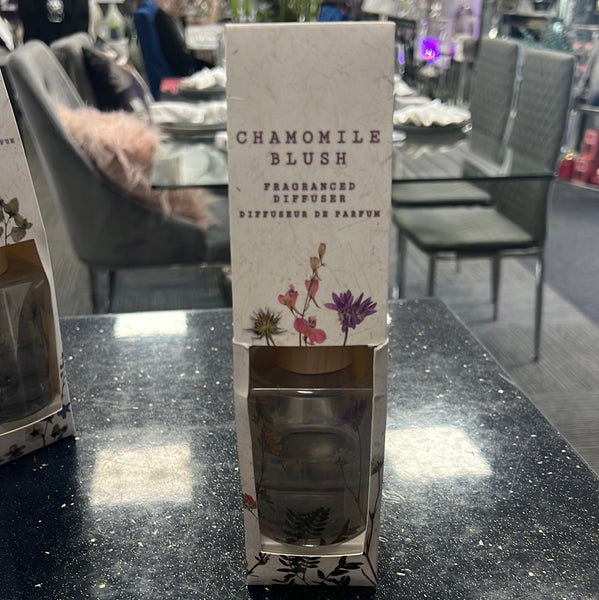 CHAMOMILE
BLUSH
FRAGRANCED
DIFFUSER
DIFFUSEUR DE PARFUM